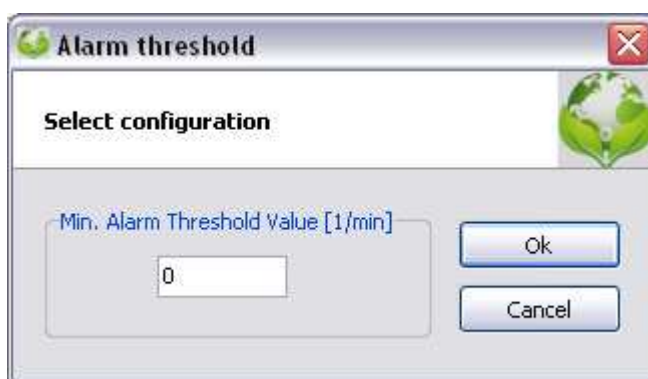 Alarm threshold
Select configuration
Min. Alarm Threshold Value [1/min]
0
Ok
Cancel